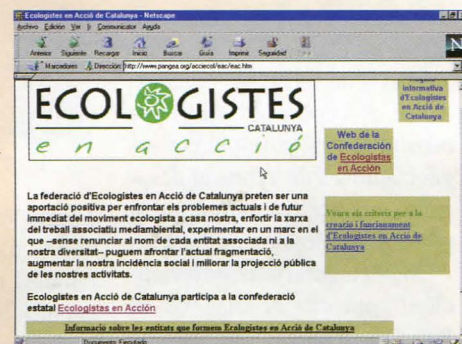 Ecologistes en Acció de Catalunya - Netscape
Archivo Edición Ver Ir Communicator Ayuda
Anterior Siguiente Recargar Inicio Buscar Guía Imprimir Seguridad
Marcadores Dirección: http://www.pangea.org/acciecol/eac/eac.htm
ECOLOGISTES
CATALUNYA
en acció
informativa
d'Ecologistes
en Acció de
Catalunya
Web de la
Confederación
de Ecologistas
en Acción
La federació d'Ecologistes en Acció de Catalunya preten ser una
aportació positiva per enfrontar els problemes actuals i de futur
immediat del moviment ecologista a casa nostra, enfortir la xarxa
del treball associatiu mediambiental, experimentar en un marc en el
que –sense renunciar al nom de cada entitat associada ni a la
nostra diversitat– puguem afrontar l'actual fragmentació,
augmentar la nostra incidència social i millorar la projecció pública
de les nostres activitats.
Veieu els criteris per a la
creació i funcionament
d'Ecologistes en Acció de
Catalunya
Ecologistes en Acció de Catalunya participa a la confederació
estatal Ecologistas en Acción
Informació sobre les entitats que formem Ecologistes en Acció de Catalunya
Documento: Ejecutado